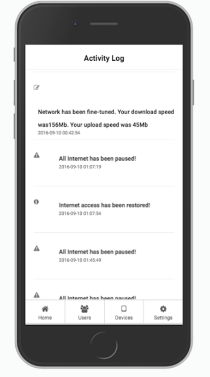 Activity Log
Network has been fine-tuned. Your download speed
was156Mb. Your upload speed was 45Mb
2016-09-10 00:42:54
All Internet has been paused!
2016-09-10 01:07:19
Internet access has been restored!
2016-09-10 01:07:54
All Internet has been paused!
2016-09-10 01:40:49
All Internet has been paused!
Home
Users
Devices
Settings